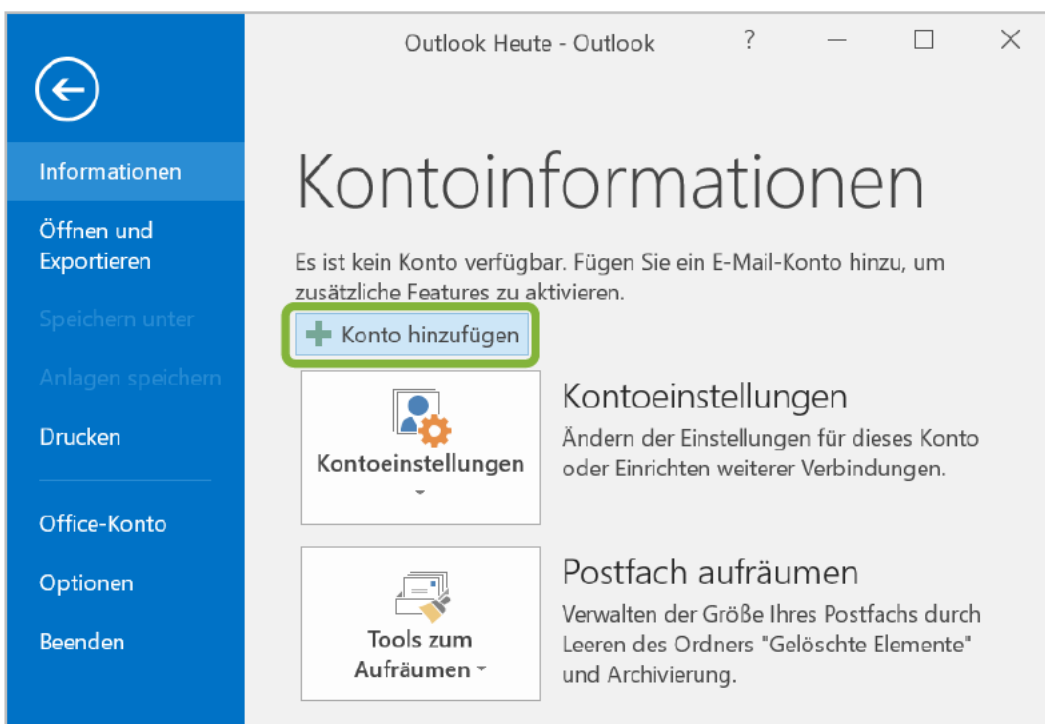 Outlook Heute - Outlook
?
Informationen
Öffnen und
Exportieren
Speichern unter
Anlagen speichern
Drucken
Office-Konto
Optionen
Beenden
Kontoinformationen
Es ist kein Konto verfügbar. Fügen Sie ein E-Mail-Konto hinzu, um
zusätzliche Features zu aktivieren.
Konto hinzufügen
Kontoeinstellungen
Kontoeinstellungen
Ändern der Einstellungen für dieses Konto
oder Einrichten weiterer Verbindungen.
Tools zum
Aufräumen
Postfach aufräumen
Verwalten der Größe Ihres Postfachs durch
Leeren des Ordners "Gelöschte Elemente"
und Archivierung.